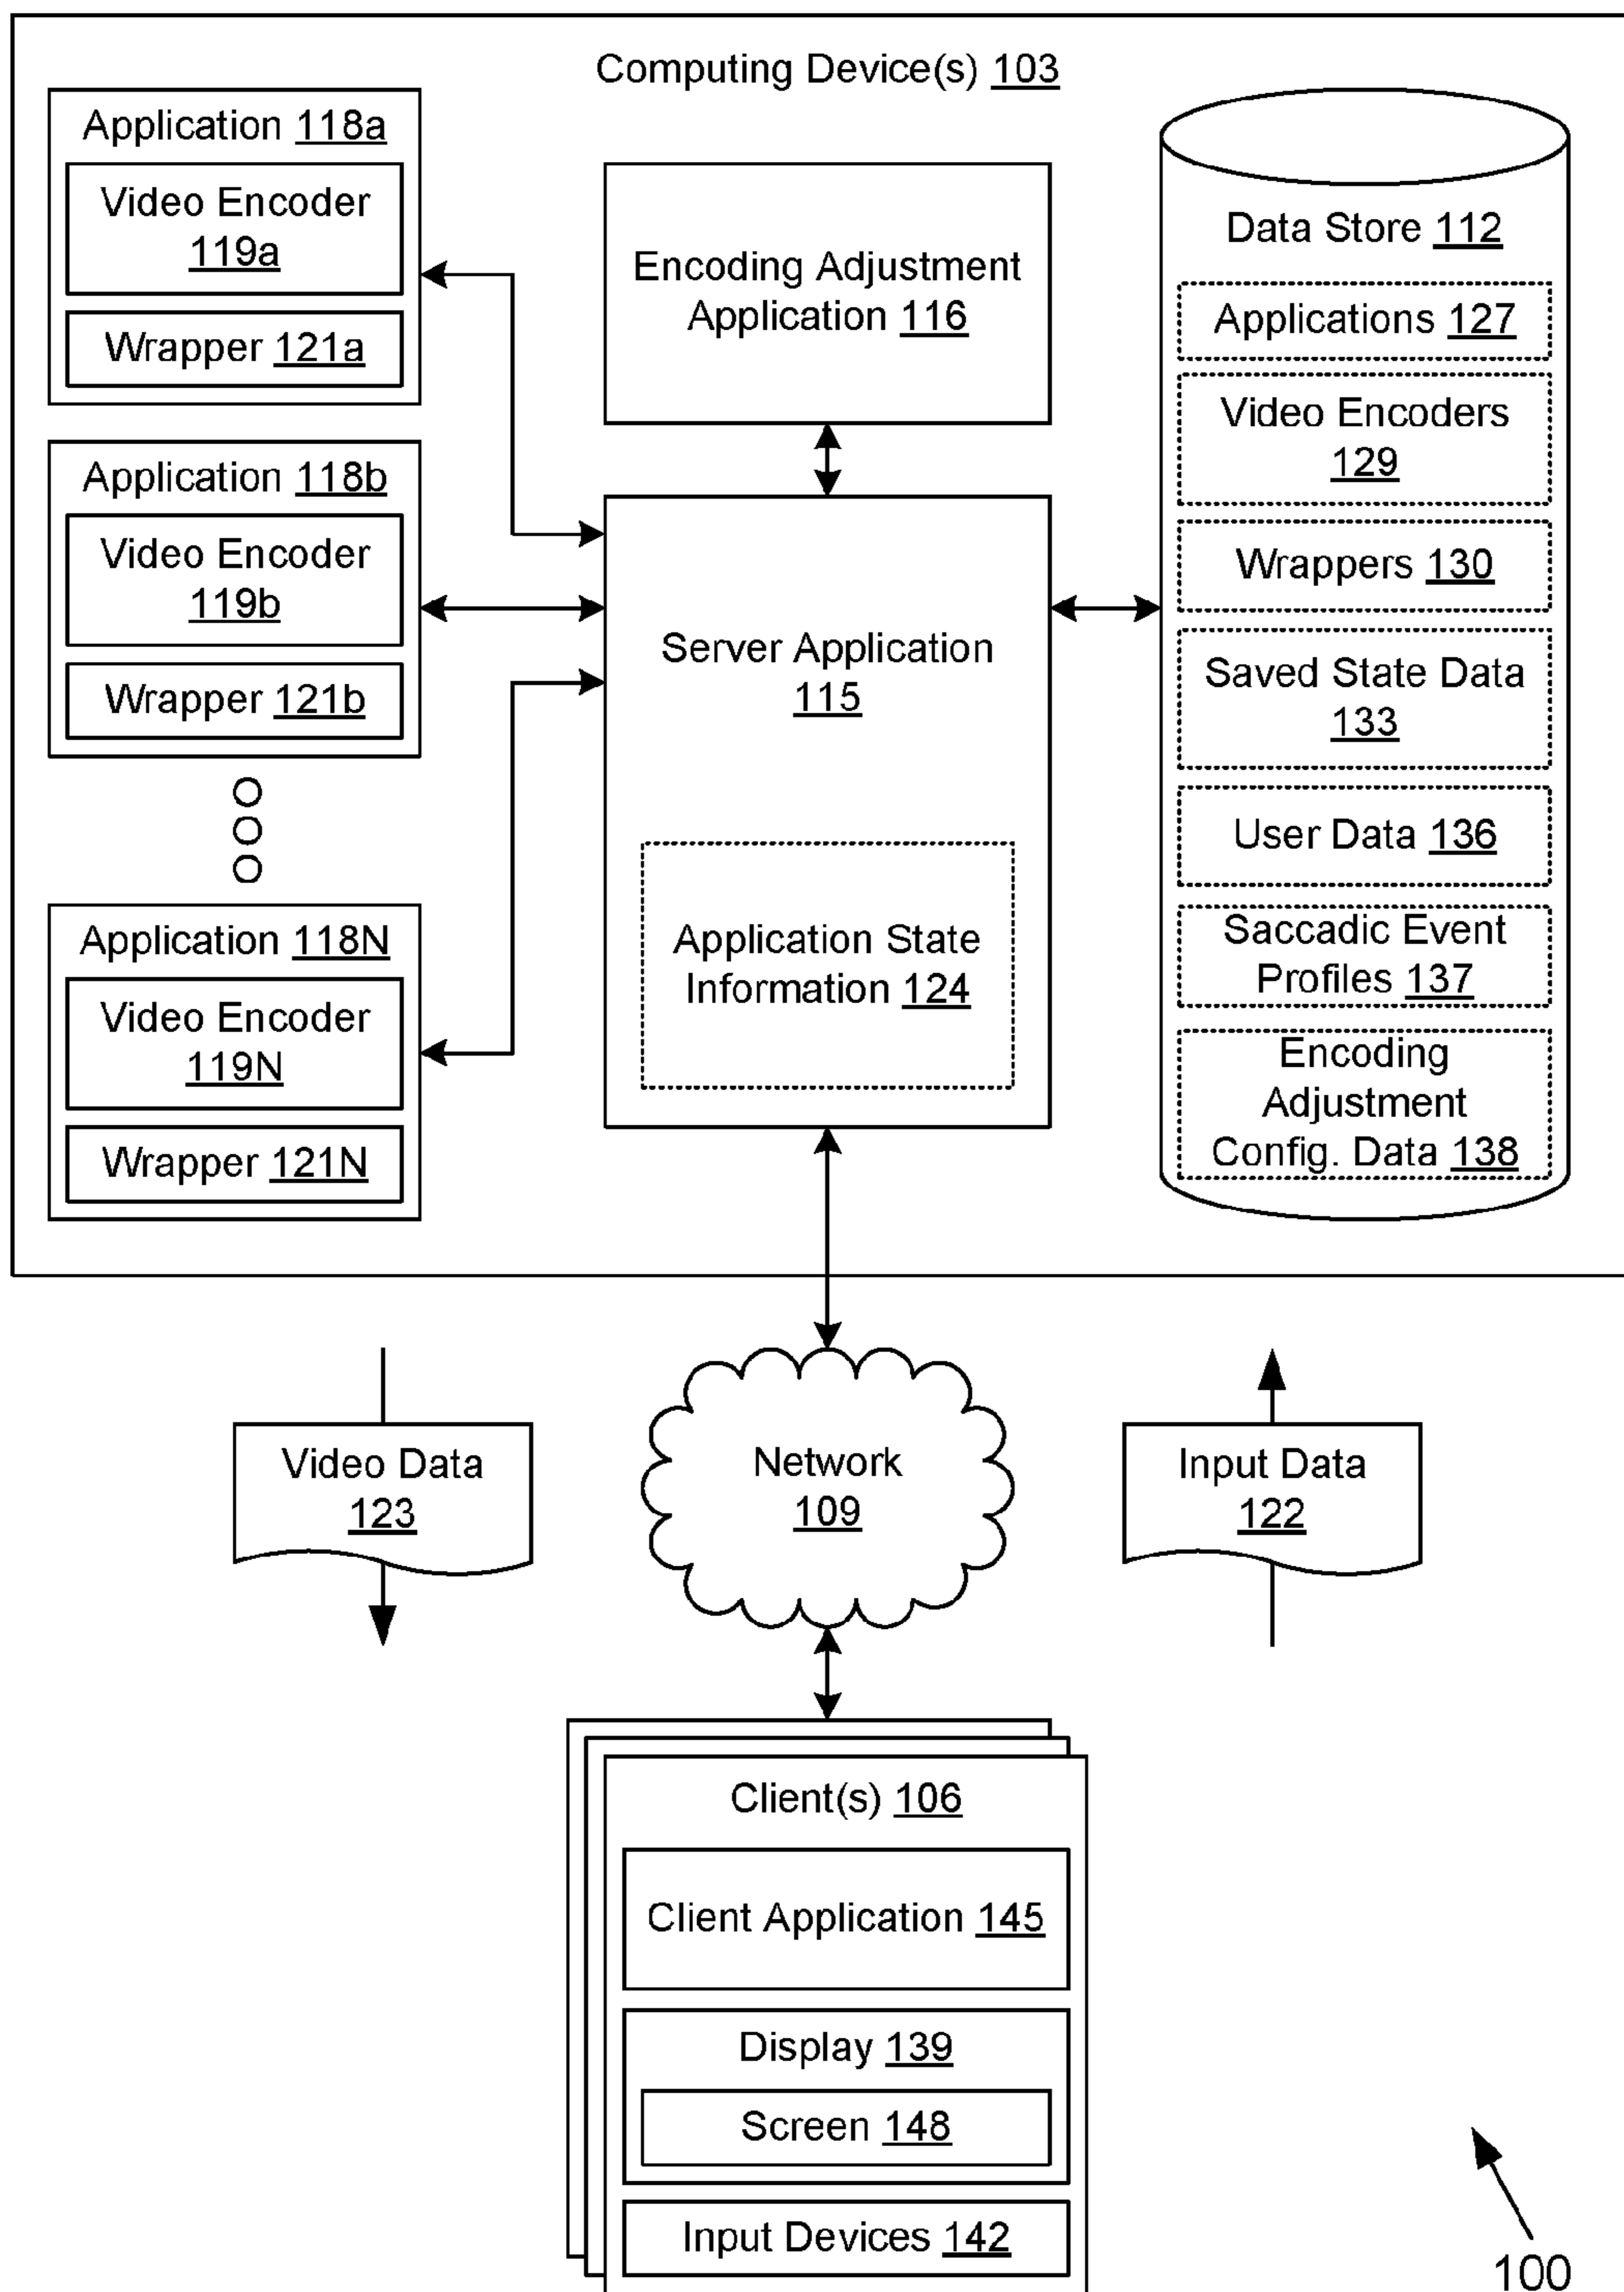 Computing Device(s) 103
Application 118a
Video Encoder
119a
Wrapper 121a
Application 118b
Video Encoder
119b
Wrapper 121b
Application 118N
Video Encoder
119N
Wrapper 121N
Encoding Adjustment
Application 116
Server Application
115
Application State
Information 124
Data Store 112
Applications 127
Video Encoders
129
Wrappers 130
Saved State Data
133
User Data 136
Saccadic Event
Profiles 137
Encoding
Adjustment
Config. Data 138
Video Data
123
Network
109
Input Data
122
Client(s) 106
Client Application 145
Display 139
Screen 148
Input Devices 142
100